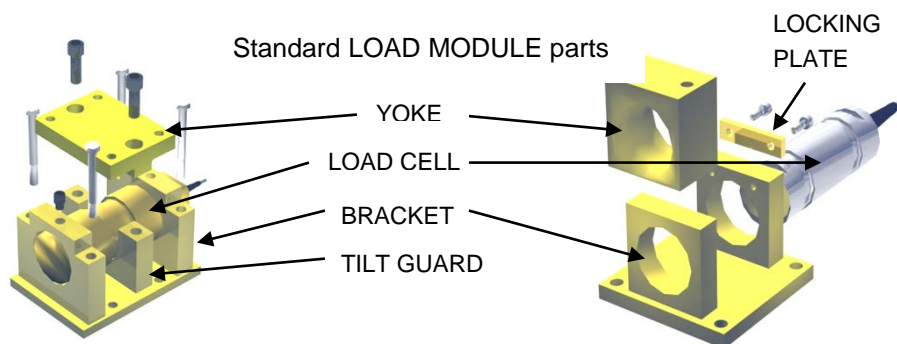 Standard LOAD MODULE parts
LOCKING
PLATE
YOKE
LOAD CELL
BRACKET
TILT GUARD